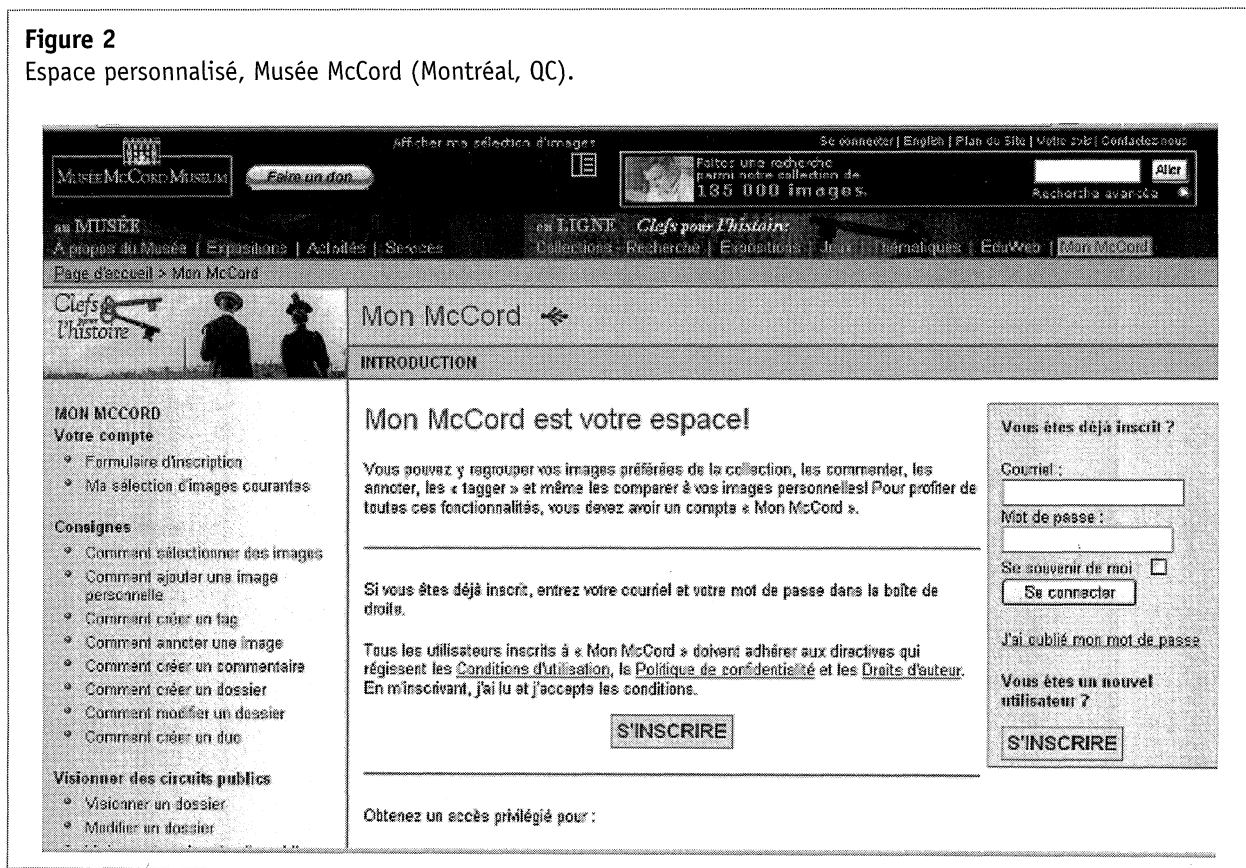 Figure 2
Espace personnalisé, Musée McCord (Montréal, QC).
Afficher ma sélection d'images
Se connecter | English | Plan du Site | Votre avis | Contactez-nous
MUSÉE MCCORD MUSEUM
Faire un don
Faites une recherche
parmi notre collection de
135 000 images.
Aller
Recherche avancée
au MUSÉE
en LIGNE Clefs pour l'histoire
À propos du Musée | Expositions | Activités | Services
Collections - Recherche | Expositions | Jeux | Thématiques | EduWeb | Mon McCord
Page d'accueil > Mon McCord
Clefs
pour
l'histoire
Mon McCord
INTRODUCTION
MON MCCORD
Votre compte
Formulaire d'inscription
Ma sélection d'images courantes
Consignes
Comment sélectionner des images
Comment ajouter une image
personnelle
Comment créer un tag
Comment annoter une image
Comment créer un commentaire
Comment créer un dossier
Comment modifier un dossier
Comment créer un duo
Visionner des circuits publics
Visionner un dossier
Modifier un dossier
Mon McCord est votre espace!
Vous pouvez y regrouper vos images préférées de la collection, les commenter, les
annoter, les « tagger » et même les comparer à vos images personnelles! Pour profiter de
toutes ces fonctionnalités, vous devez avoir un compte « Mon McCord ».
Si vous êtes déjà inscrit, entrez votre courriel et votre mot de passe dans la boîte de
droite.
Tous les utilisateurs inscrits à « Mon McCord » doivent adhérer aux directives qui
régissent les Conditions d'utilisation, la Politique de confidentialité et les Droits d'auteur.
En m'inscrivant, j'ai lu et j'accepte les conditions.
S'INSCRIRE
Obtenez un accès privilégié pour :
Vous êtes déjà inscrit ?
Courriel :
Mot de passe :
Se souvenir de moi
Se connecter
J'ai oublié mon mot de passe
Vous êtes un nouvel
utilisateur ?
S'INSCRIRE